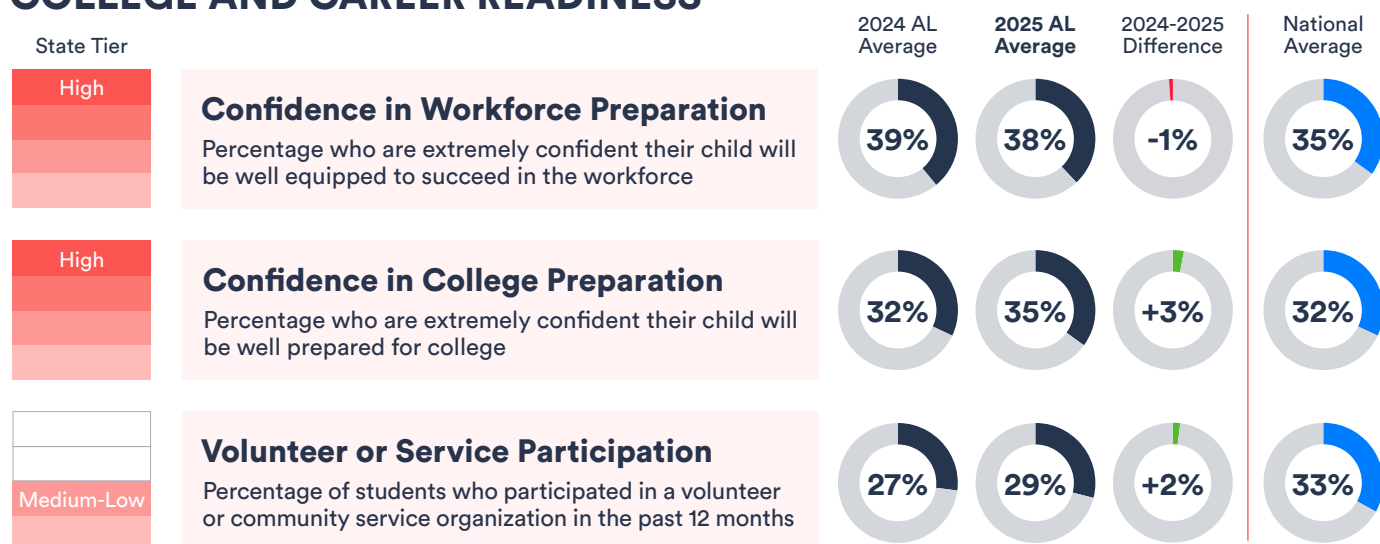 COLLEGE AND CAREER READINESS
State Tier
2024 AL
Average
2025 AL
Average
2024-2025
Difference
National
Average
High
Confidence in Workforce Preparation
Percentage who are extremely confident their child will
be well equipped to succeed in the workforce
39%
38%
-1%
35%
High
Confidence in College Preparation
Percentage who are extremely confident their child will
be well prepared for college
32%
35%
+3%
32%
Medium-Low
Volunteer or Service Participation
Percentage of students who participated in a volunteer
or community service organization in the past 12 months
27%
29%
+2%
33%